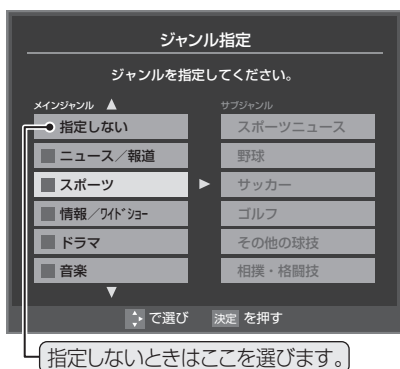 ジャンル指定
ジャンルを指定してください。
メインジャンル ▲ サブジャンル
指定しない スポーツニュース
ニュース／報道 野球
スポーツ ▶ サッカー
情報／ワイドショー ゴルフ
ドラマ その他の球技
音楽 相撲・格闘技
▼
で選び 決定 を押す
指定しないときはここを選びます。